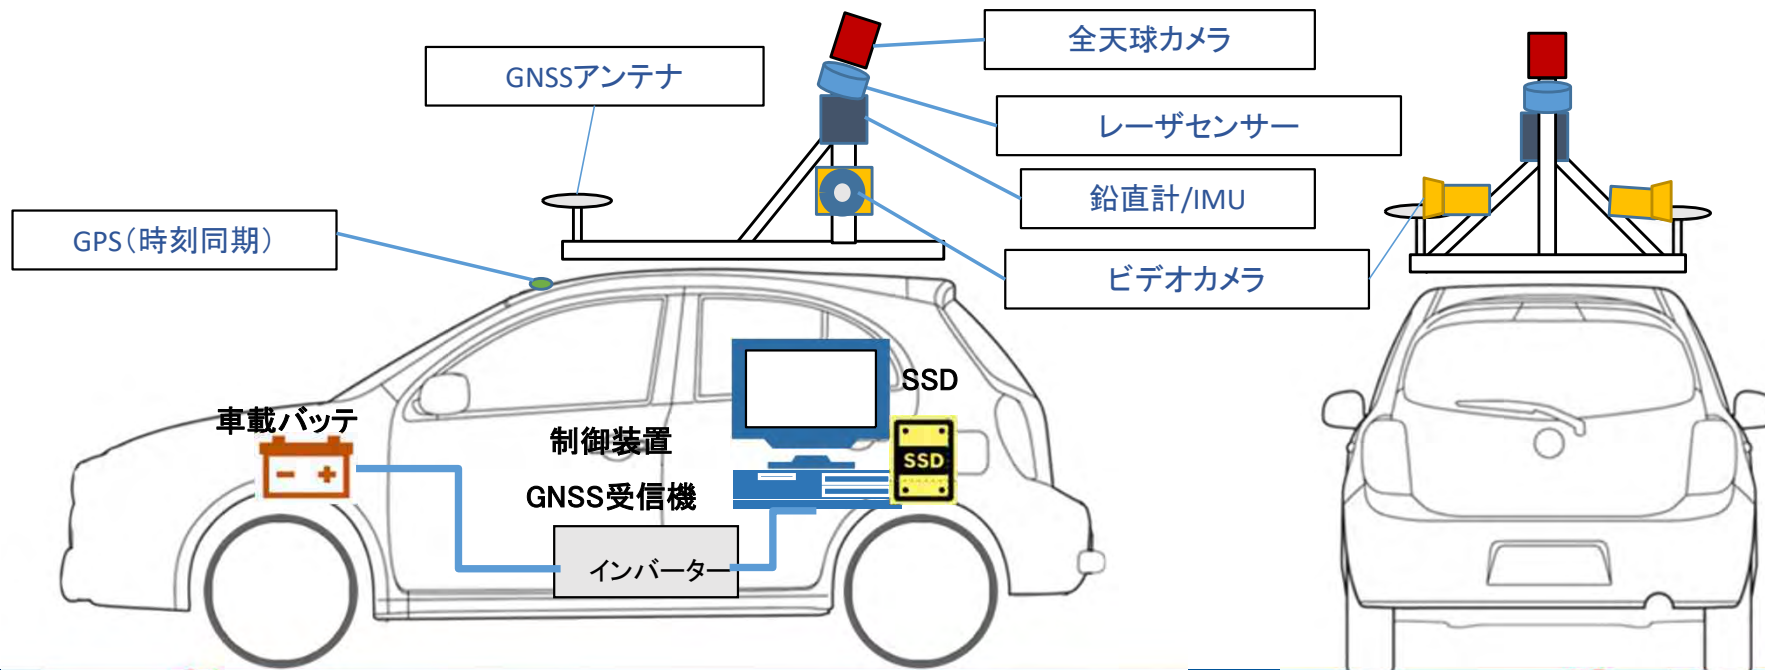 全天球カメラ
GNSSアンテナ
レーザセンサー
鉛直計/IMU
GPS(時刻同期)
ビデオカメラ
SSD
車載バッテ
制御装置
SSD
GNSS受信機
インバーター